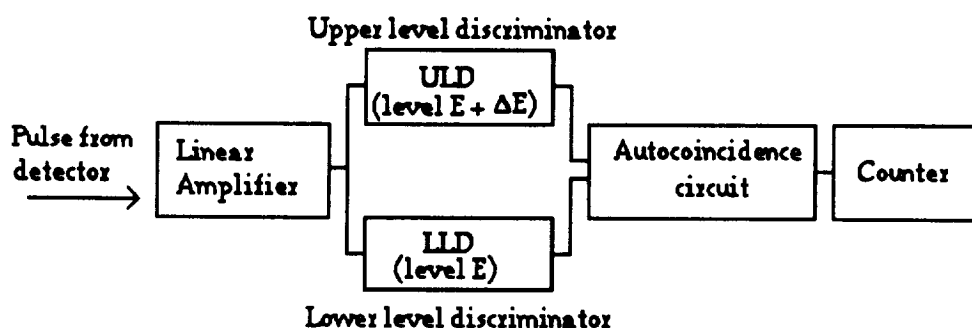 Upper level discriminator
ULD
(level E + ΔE)
Pulse from
detector
Linear
Amplifier
Autocoincidence
circuit
Counter
LLD
(level E)
Lower level discriminator